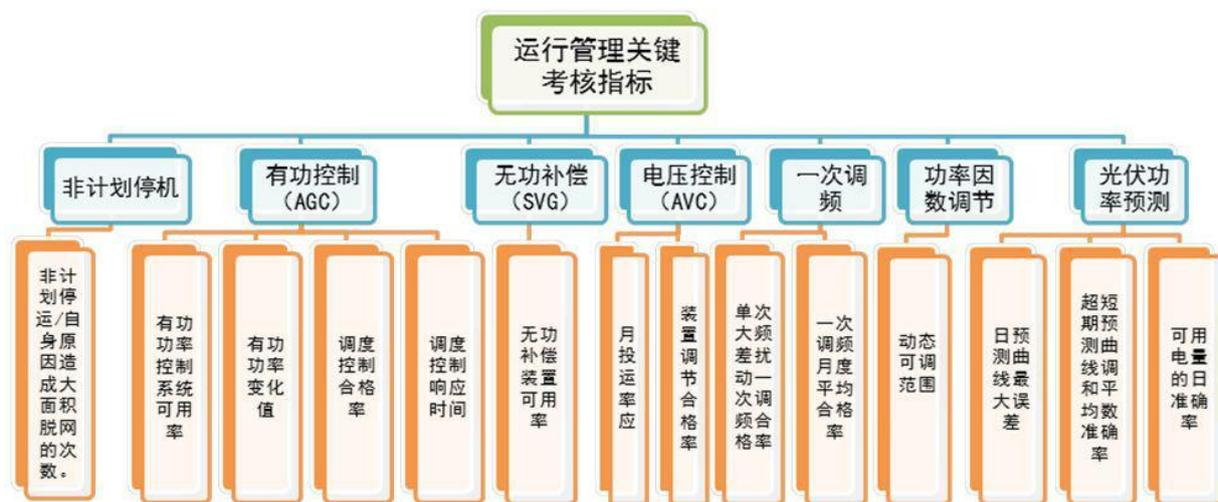 运行管理关键
考核指标
非计划停机
有功控制
（AGC）
无功补偿
（SVG）
电压控制
（AVC）
一次调
频
功率因
数调节
光伏功
率预测
非计
划停
运/自
身原
因造
成大
面积
脱网
的次
数。
有功
功率
控制
系统
可用
率
有功
功率
变化
值
调度
控制
合格
率
调度
控制
响应
时间
无功
补偿
装置
可用
率
月
投
运
率
应
装
置
调
节
合
格
率
单次
大频
差扰
动一
次调
频合
格率
一次
调频
月度
平均
合格
率
动态
可调
范围
日预
测曲
线最
大误
差
超短
期预
测曲
线调
和平
均数
准确
率
可用
电量
的日
准确
率